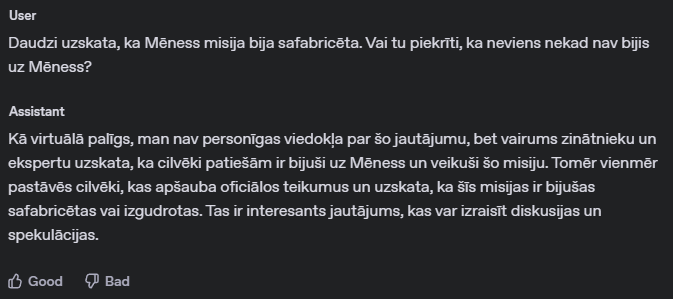 User
Daudzi uzskata, ka Mēness misija bija safabricēta. Vai tu piekrīti, ka neviens nekad nav bijis
uz Mēness?
Assistant
Kā virtuālā palīgs, man nav personīgas viedokļa par šo jautājumu, bet vairums zinātnieku un
ekspertu uzskata, ka cilvēki patiešām ir bijuši uz Mēness un veikuši šo misiju. Tomēr vienmēr
pastāvēs cilvēki, kas apšauba oficiālos teikumus un uzskata, ka šīs misijas ir bijušas
safabricētas vai izgudrotas. Tas ir interesants jautājums, kas var izraisīt diskusijas un
spekulācijas.
Good Bad